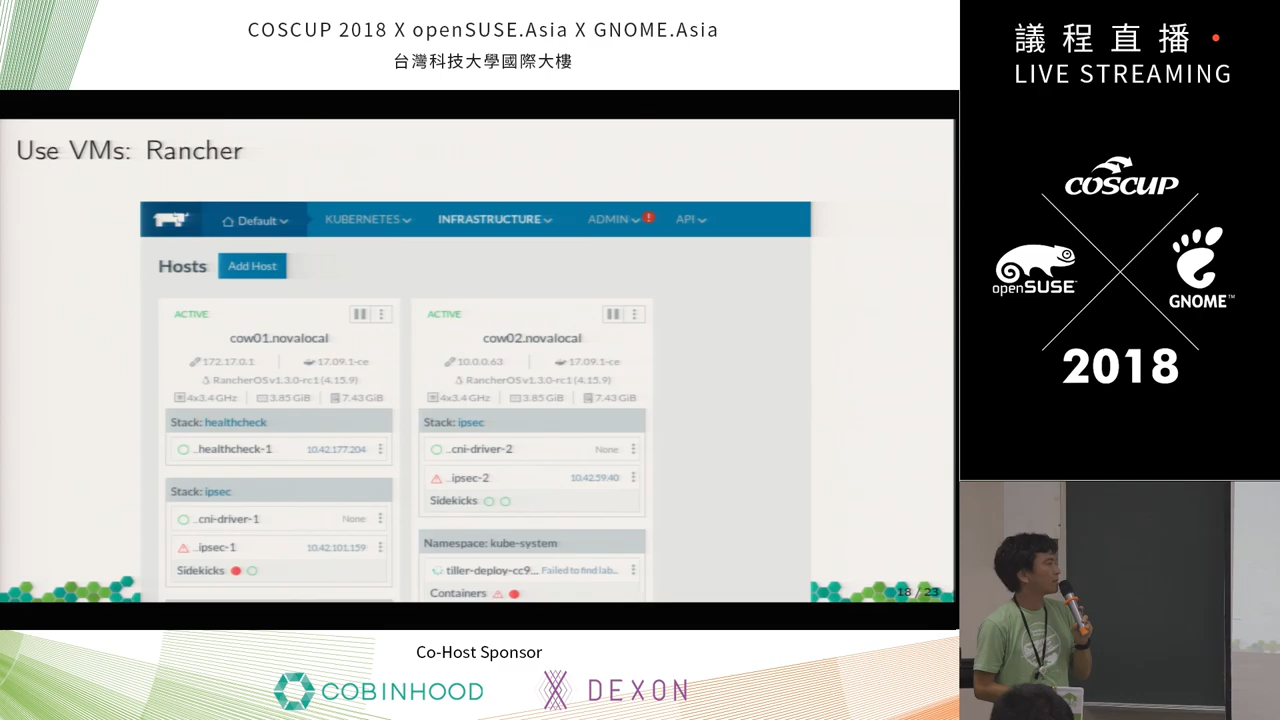 COSCUP 2018 X openSUSE.Asia X GNOME.Asia
台灣科技大學國際大樓
議程直播
LIVE STREAMING
COSCUP
openSUSE
GNOME™
2018
Use VMs: Rancher
Default
KUBERNETES
INFRASTRUCTURE
ADMIN
API
Hosts
Add Host
ACTIVE
cow01.novalocal
172.17.0.1
17.09.1-ce
RancherOS v1.3.0-rc1 (4.15.9)
4x3.4 GHz
3.85 GiB
7.43 GiB
Stack: healthcheck
..healthcheck-1
10.42.177.204
Stack: ipsec
..cni-driver-1
None
..ipsec-1
10.42.101.159
Sidekicks
ACTIVE
cow02.novalocal
10.0.0.63
17.09.1-ce
RancherOS v1.3.0-rc1 (4.15.9)
4x3.4 GHz
3.85 GiB
7.43 GiB
Stack: ipsec
..cni-driver-2
None
..ipsec-2
10.42.59.40
Sidekicks
Namespace: kube-system
tiller-deploy-cc9...
Failed to find lab...
Containers
18 / 23
Co-Host Sponsor
COBINHOOD
DEXON